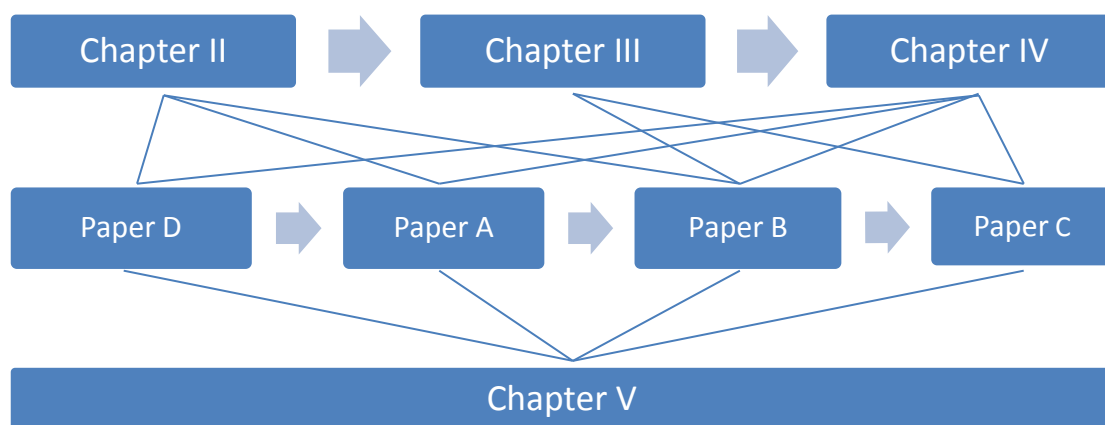 Chapter II
Chapter III
Chapter IV
Paper D
Paper A
Paper B
Paper C
Chapter V